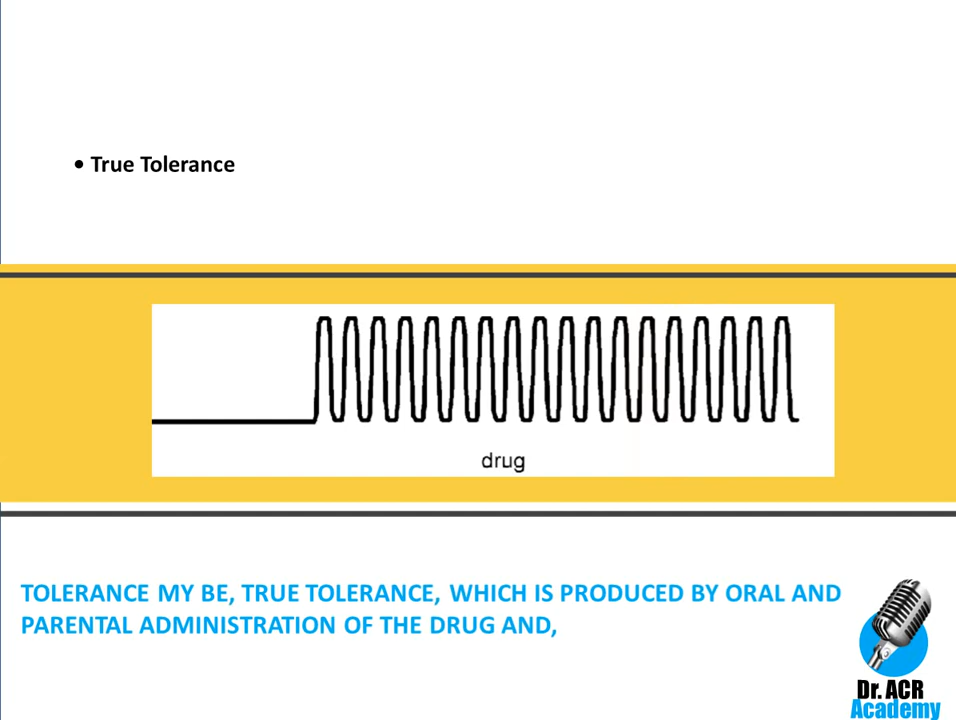 • True Tolerance
drug
TOLERANCE MY BE, TRUE TOLERANCE, WHICH IS PRODUCED BY ORAL AND
PARENTAL ADMINISTRATION OF THE DRUG AND,
Dr. ACR
Academy